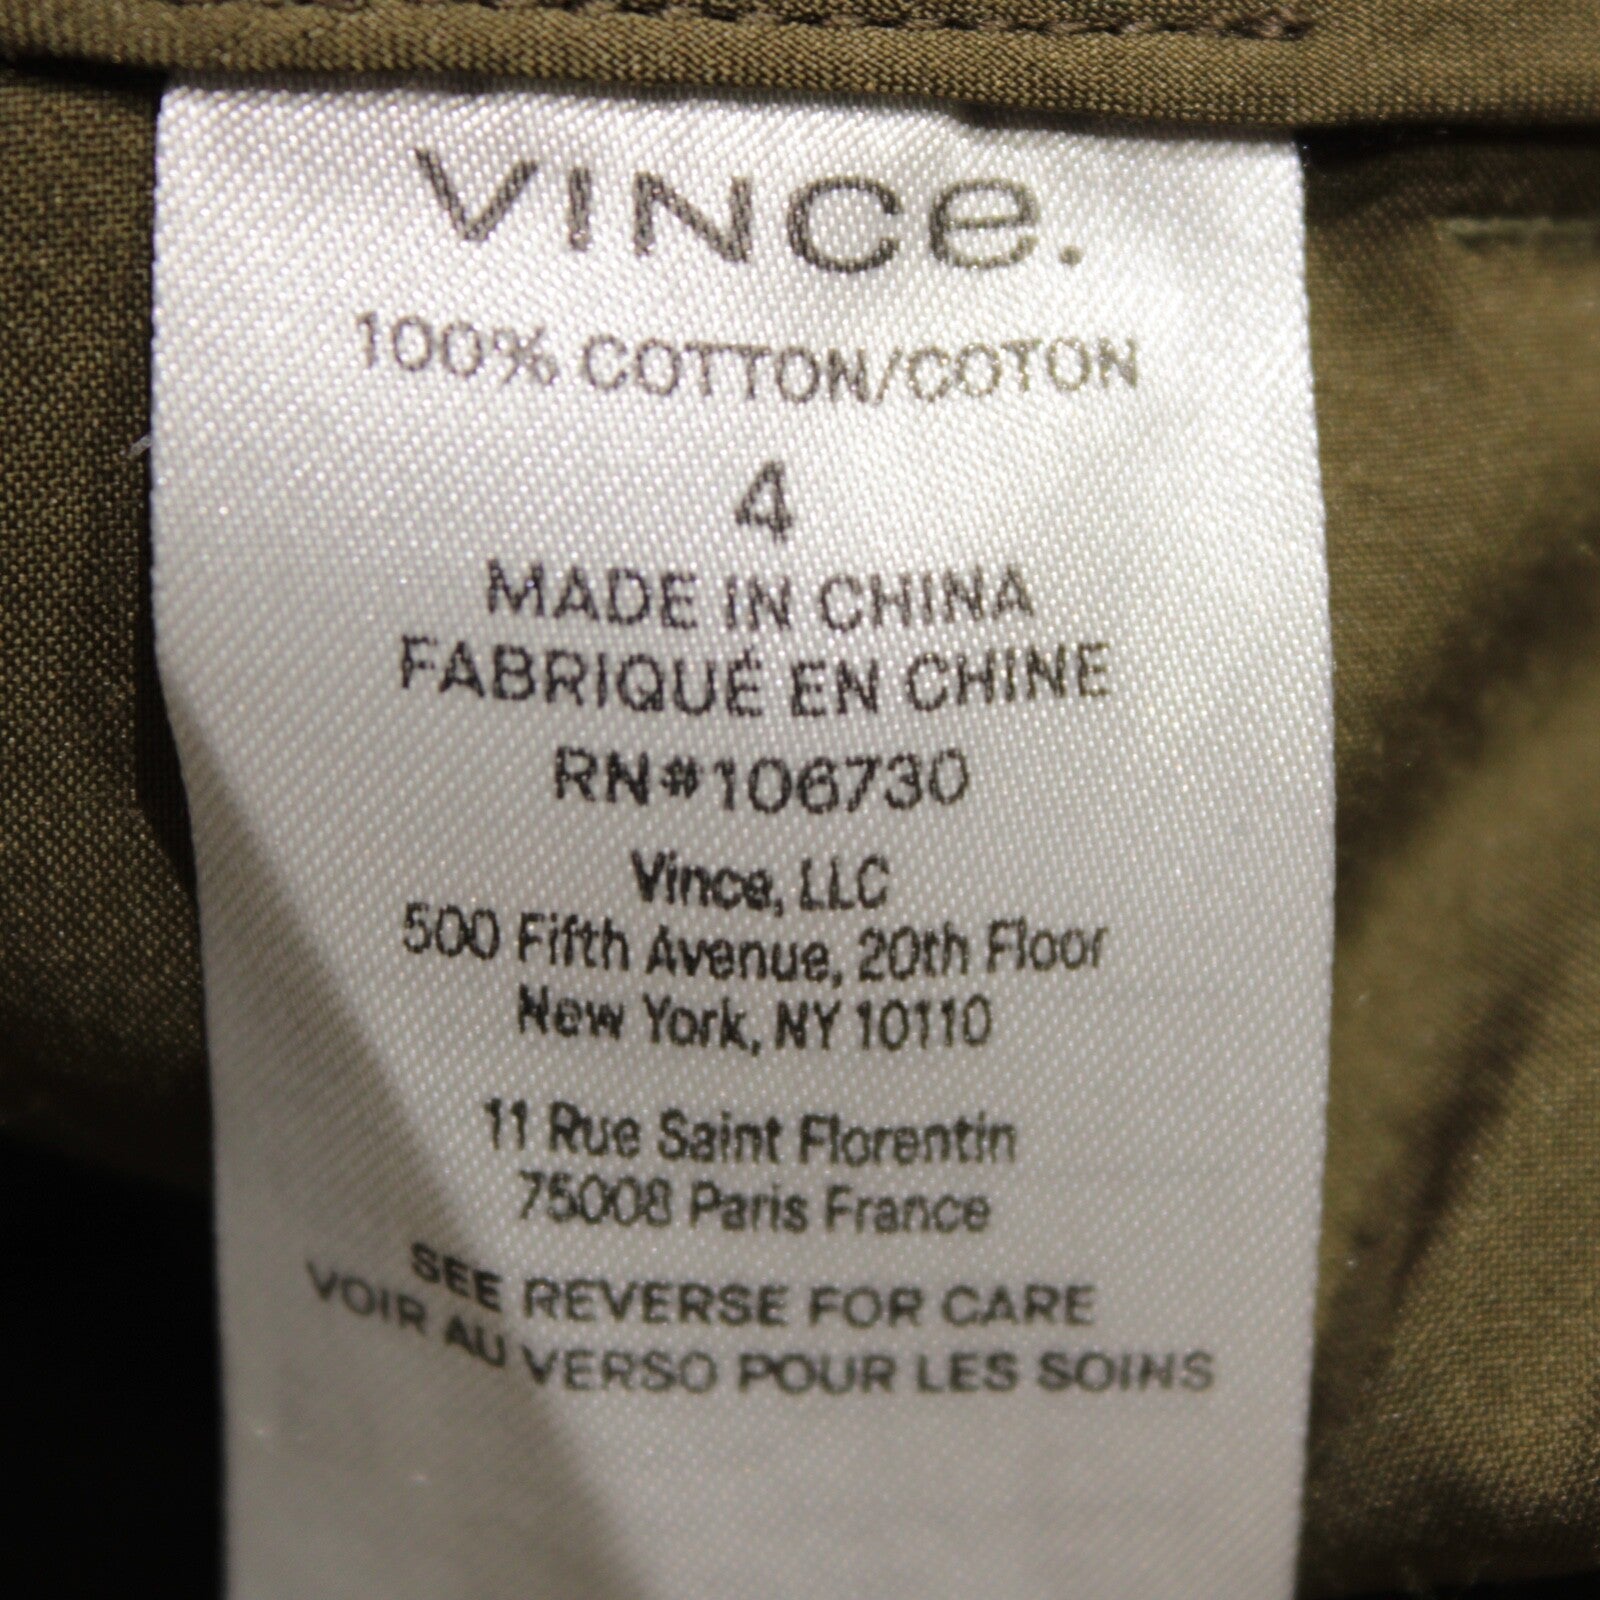 VINCe.
100% COTTON/COTON
4
MADE IN CHINA
FABRIQUÉ EN CHINE
RN#106730
Vince, LLC
500 Fifth Avenue, 20th Floor
New York, NY 10110
11 Rue Saint Florentin
75008 Paris France
SEE REVERSE FOR CARE
VOIR AU VERSO POUR LES SOINS